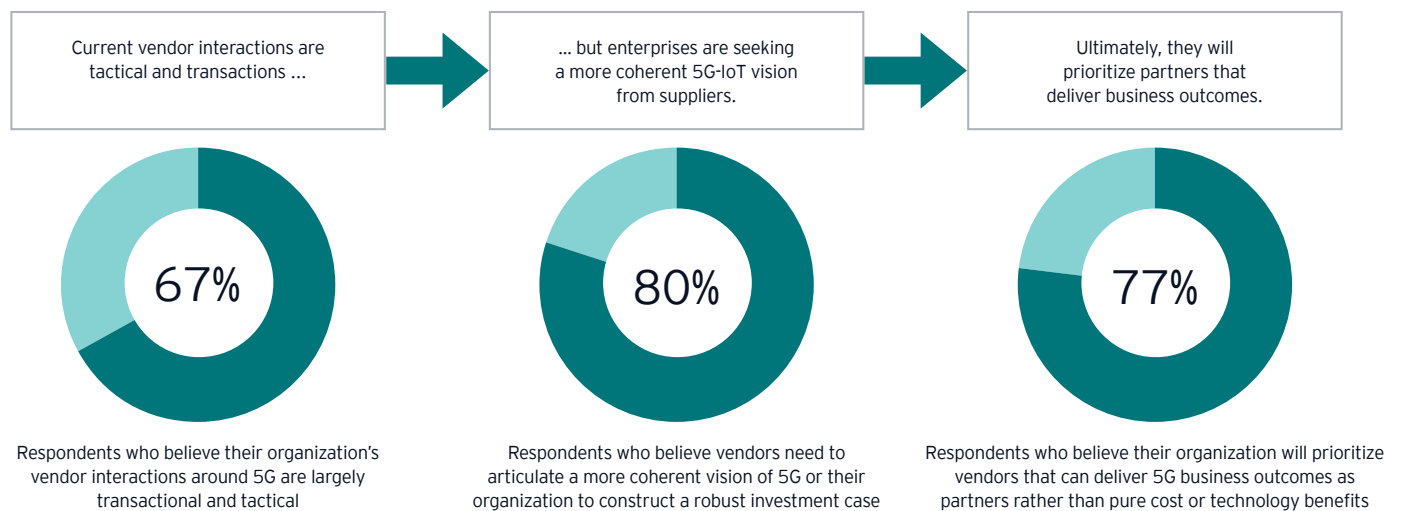 Current vendor interactions are
tactical and transactions ...
... but enterprises are seeking
a more coherent 5G-IoT vision
from suppliers.
Ultimately, they will
prioritize partners that
deliver business outcomes.
67%
80%
77%
Respondents who believe their organization's
vendor interactions around 5G are largely
transactional and tactical
Respondents who believe vendors need to
articulate a more coherent vision of 5G or their
organization to construct a robust investment case
Respondents who believe their organization will prioritize
vendors that can deliver 5G business outcomes as
partners rather than pure cost or technology benefits